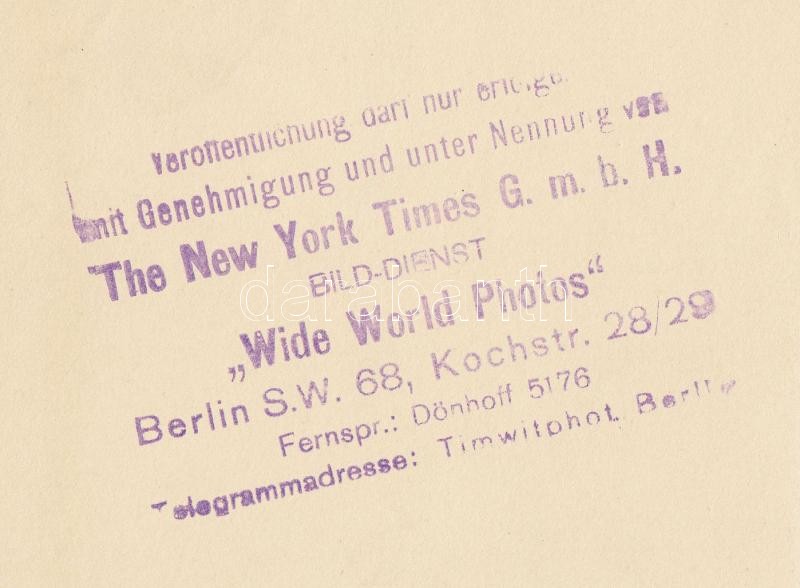 Veröffentlichung darf nur erfolgen
mit Genehmigung und unter Nennung von
The New York Times G. m. b. H.
BILD-DIENST
„Wide World Photos“
Berlin S.W. 68, Kochstr. 28/29
Fernspr.: Dönhoff 5176
Telegrammadresse: Timwitphot, Berlin
darabanth